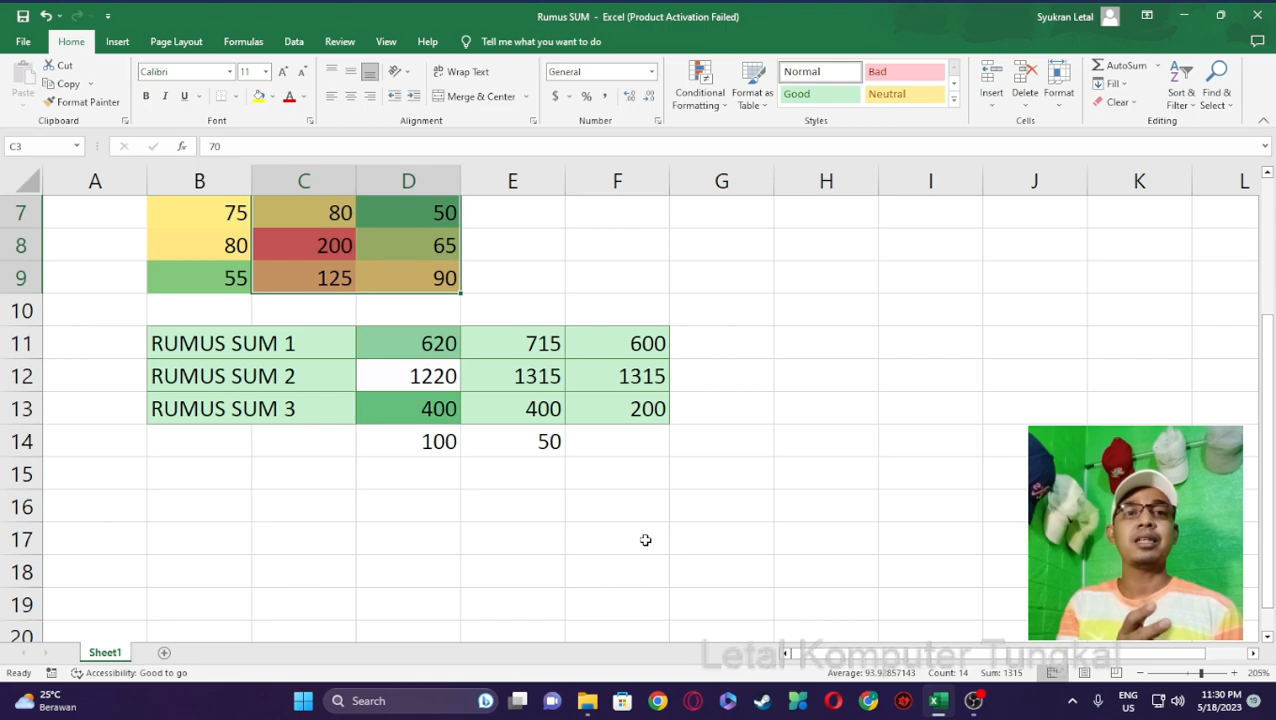 Rumus SUM - Excel (Product Activation Failed)
Syukran Letal
File Home Insert Page Layout Formulas Data Review View Help Tell me what you want to do
Cut
Copy
Format Painter
Paste
Clipboard
Calibri 11
B I U
Font
Wrap Text
Merge & Center
Alignment
General
$ % ,
Number
Conditional Formatting
Format as Table
Normal Bad
Good Neutral
Styles
Insert Delete Format
Cells
AutoSum
Fill
Clear
Sort & Filter
Find & Select
Editing
C3 fx 70
A B C D E F G H I J K L
7 75 80 50
8 80 200 65
9 55 125 90
10
11 RUMUS SUM 1 620 715 600
12 RUMUS SUM 2 1220 1315 1315
13 RUMUS SUM 3 400 400 200
14 100 50
15
16
17
18
19
20
Sheet1
Letal Komputer Tungkal
Ready Accessibility: Good to go Average: 93.92857143 Count: 14 Sum: 1315 205%
25°C
Berawan
Search
ENG
US
11:30 PM
5/18/2023
19